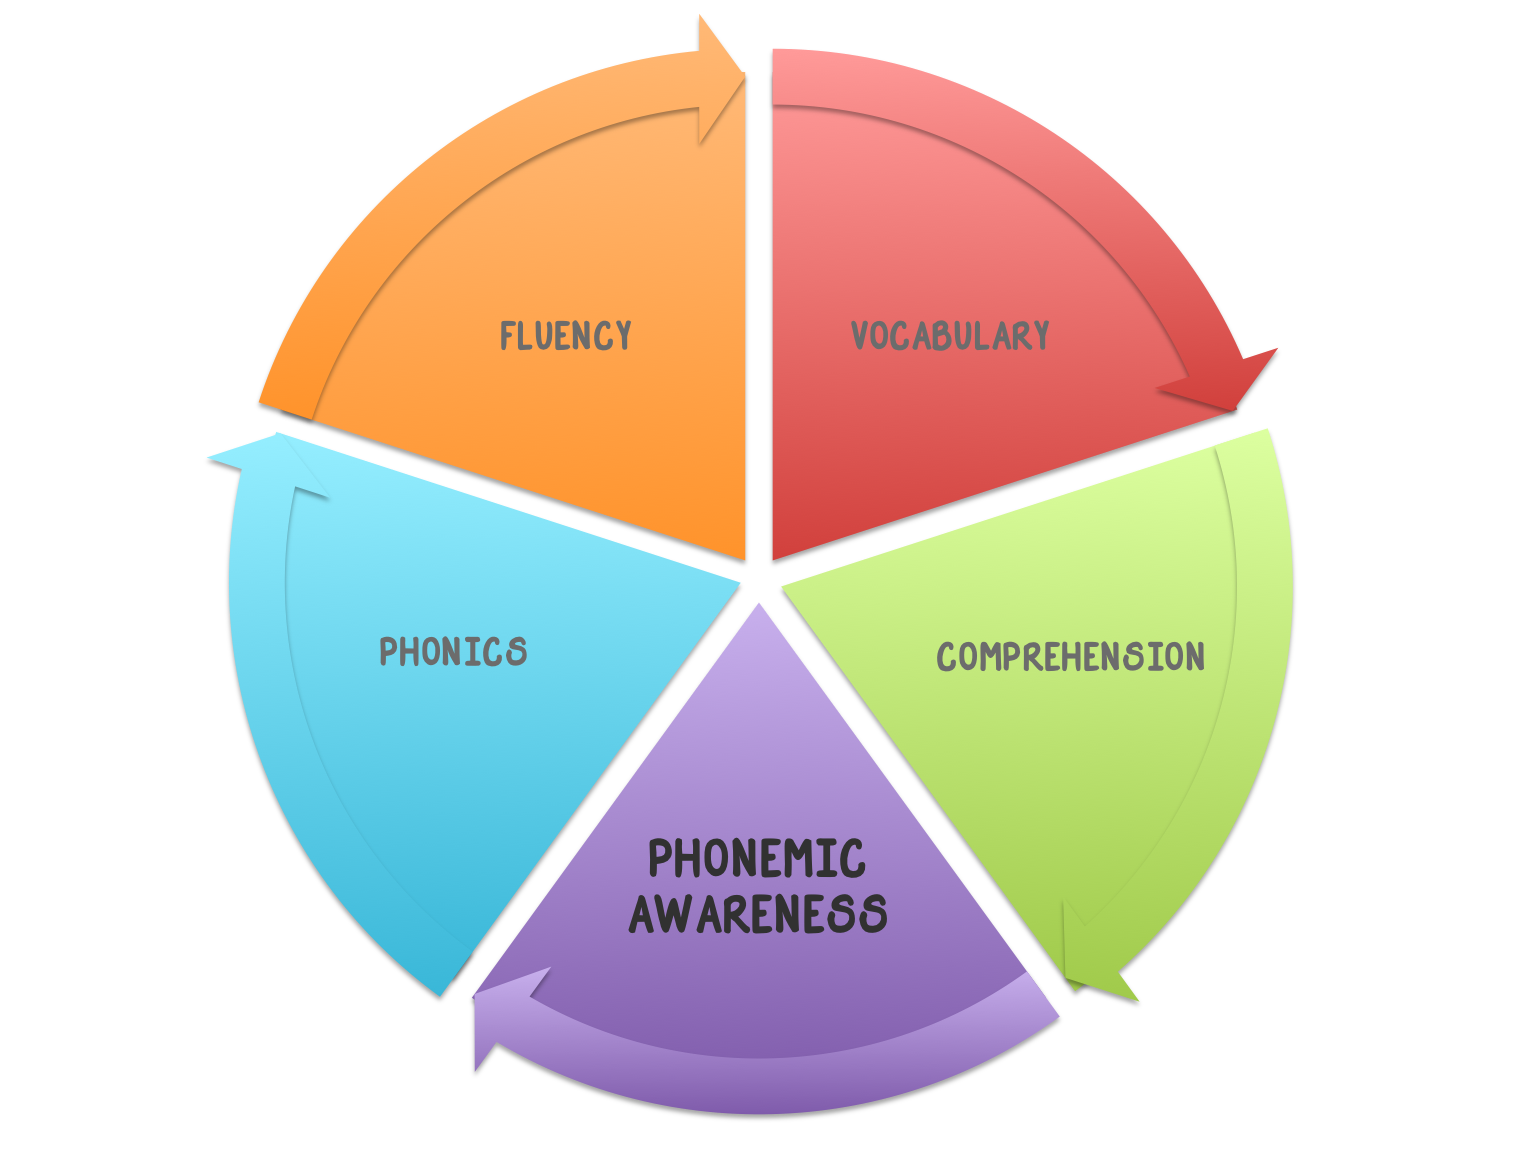 FLUENCY
VOCABULARY
PHONICS
COMPREHENSION
PHONEMIC
AWARENESS